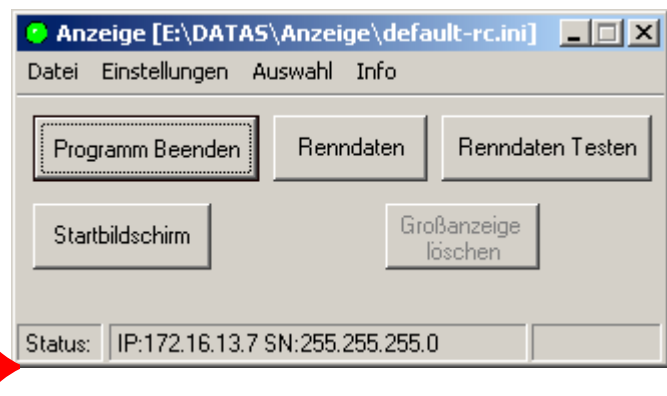 Anzeige [E:\DATAS\Anzeige\default-rc.ini]
Datei Einstellungen Auswahl Info
Programm Beenden Renndaten Renndaten Testen
Startbildschirm Großanzeige
löschen
Status: IP:172.16.13.7 SN:255.255.255.0